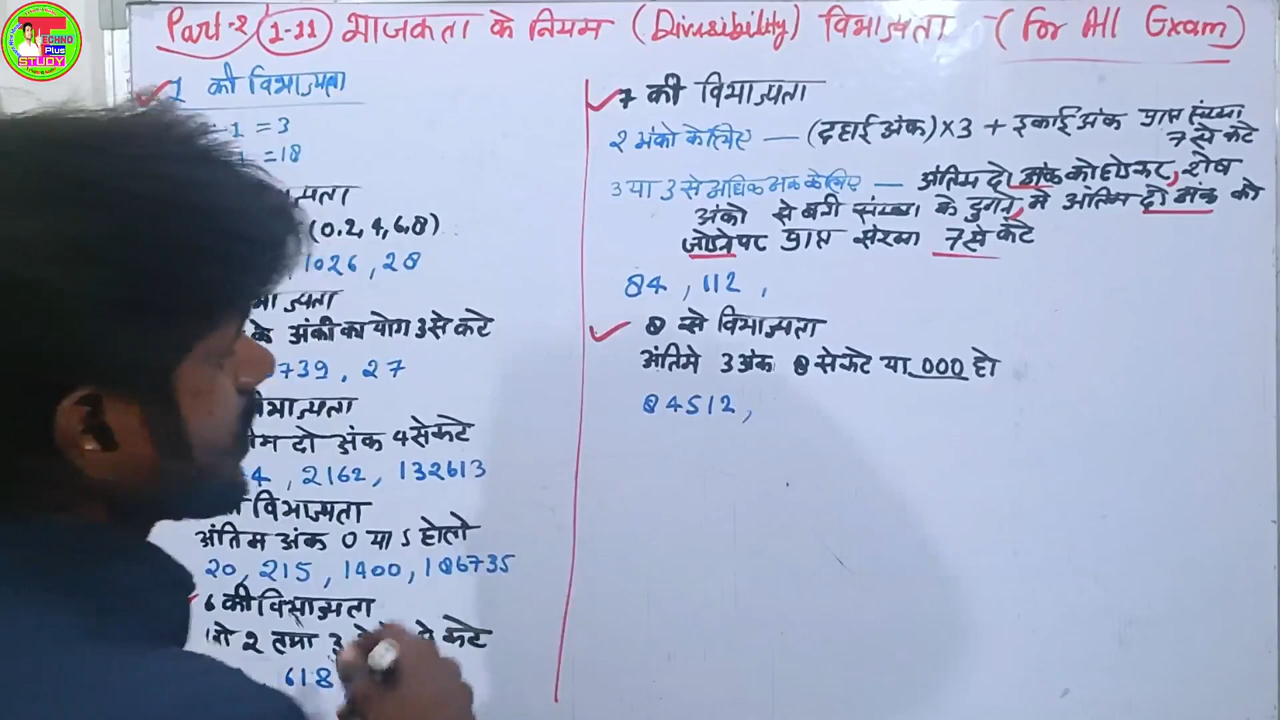 Part-2 (1-11) भाजकता के नियम (Divisibility) विभाज्यता - (For All Exam)
TECHNO
Plus
STUDY
1 की विभाज्यता
-1 = 3
= 18
(0,2,4,6,8)
1026, 28
के अंको का योग 3 से कटे
739, 27
दो अंक 4 से कटे
4, 2162, 132613
विभाज्यता
अंतिम अंक 0 या 5 हो तो
20, 215, 1400, 186735
6 की विभाज्यता
2 तथा 3 कटे
618
7 की विभाज्यता
2 अंको के लिए — (दहाई अंक) x 3 + इकाई अंक प्राप्त संख्या
7 से कटे
3 या 3 से अधिक अंक के लिए — अंतिम दो अंक को छोडकर, शेष
अंको से बनी संख्या के दुगने, मे अंतिम दो अंक को
जोडने पर प्राप्त संख्या 7 से कटे
84, 112,
8 से विभाज्यता
अंतिम 3 अंक 8 से कटे या 000 हो
84512,